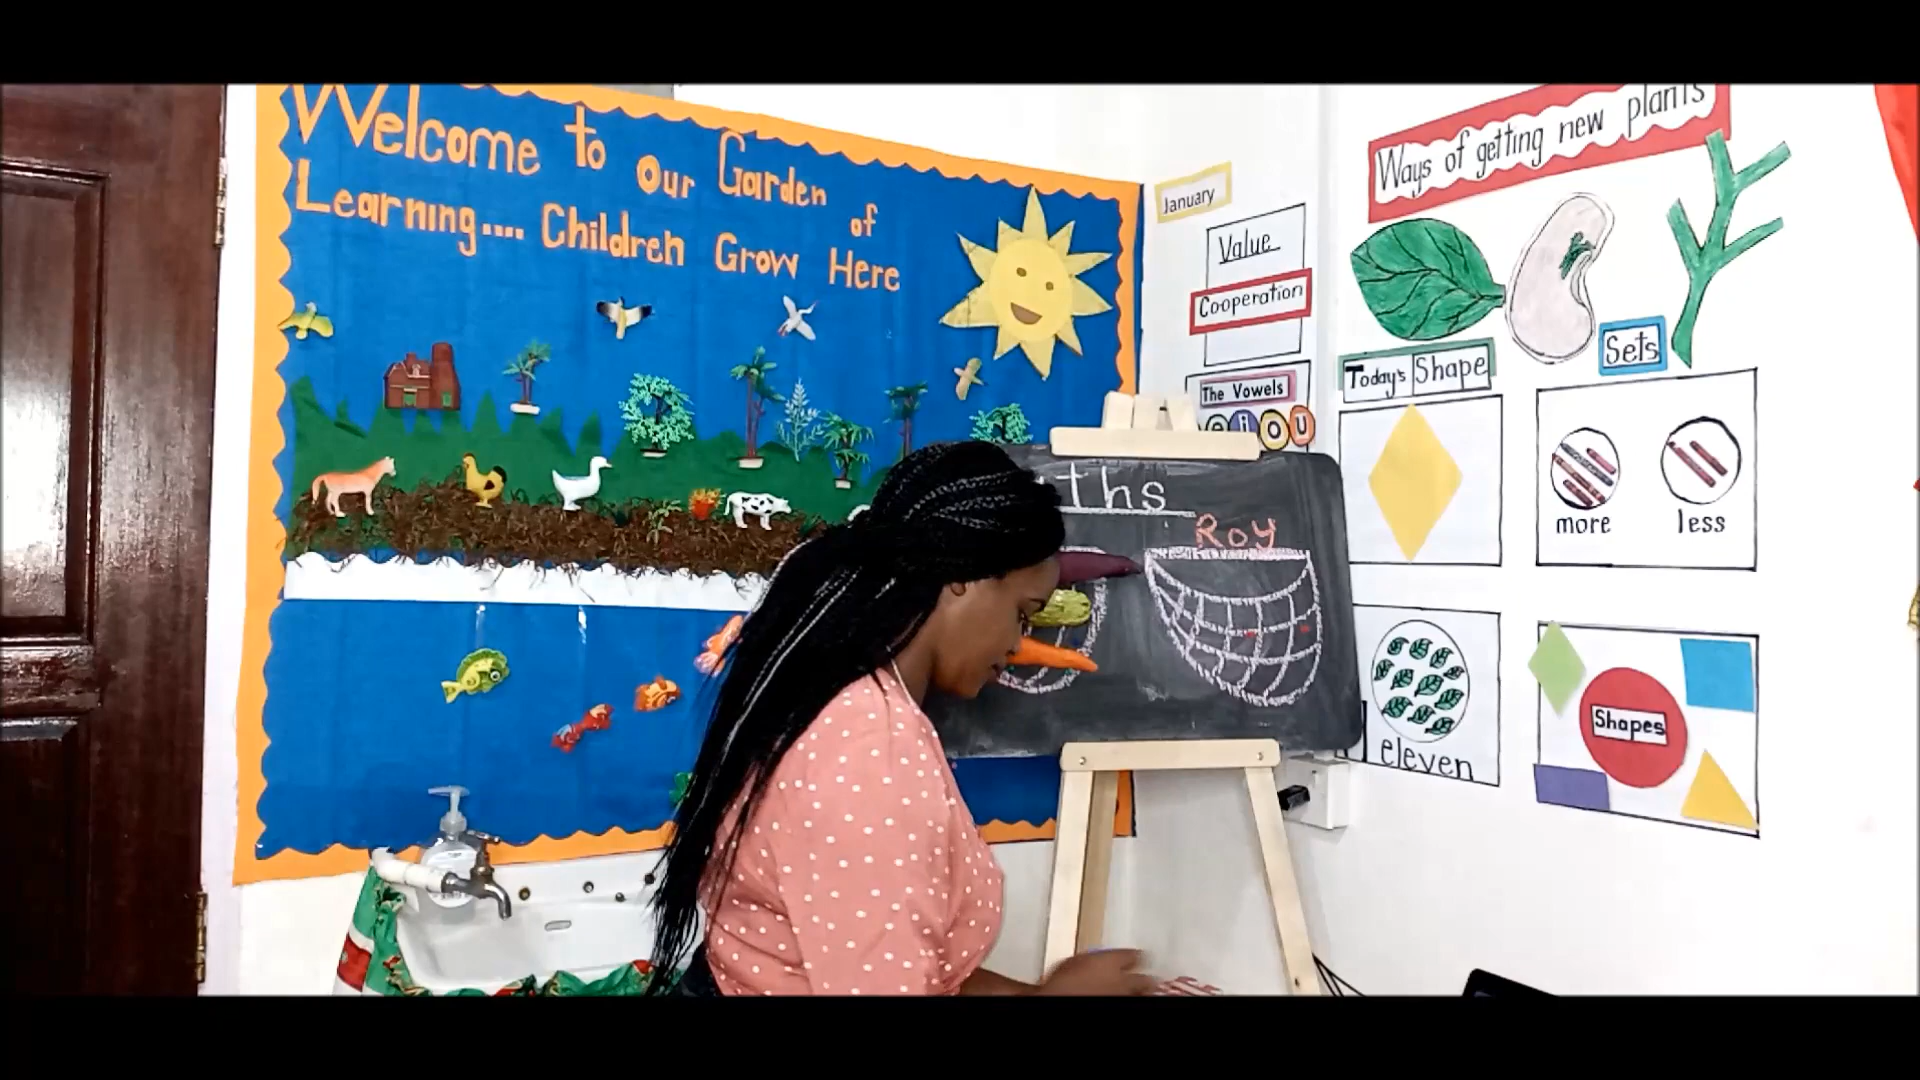 Welcome to our Garden of
Learning.... Children Grow Here
January
Value
Cooperation
The Vowels
i o u
Ways of getting new plants
Today's Shape
Sets
more less
Roy
eleven
Shapes